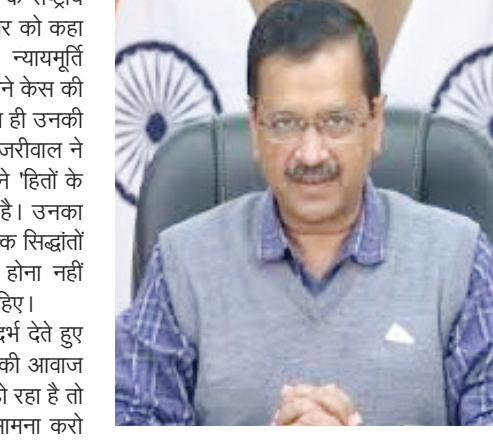 के राष्ट्रीय
र को कहा
न्यायमूर्ति
ने केस की
ही उनकी
जरीवाल ने
ने 'हितों के
है। उनका
क सिद्धांतों
होना नहीं
हिए।
दर्भ देते हुए
की आवाज
हो रहा है तो
सामना करो